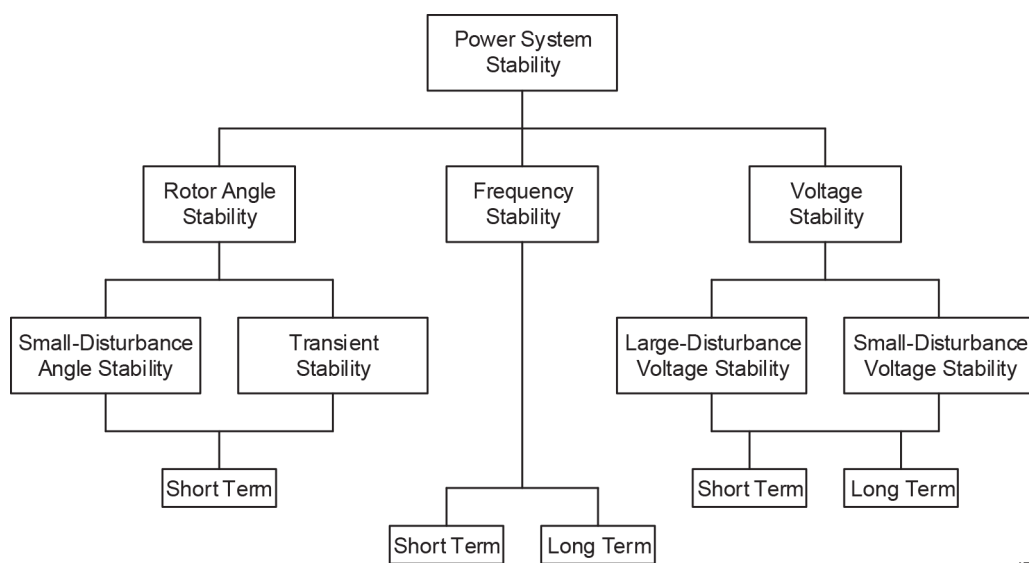 Power System
Stability
Rotor Angle
Stability
Frequency
Stability
Voltage
Stability
Small-Disturbance
Angle Stability
Transient
Stability
Large-Disturbance
Voltage Stability
Small-Disturbance
Voltage Stability
Short Term
Short Term
Long Term
Short Term
Long Term